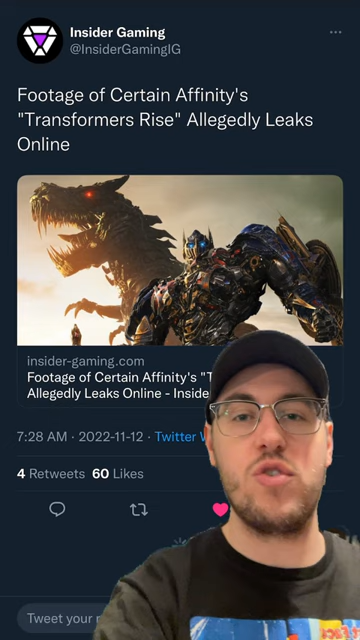 Insider Gaming
@InsiderGamingIG
Footage of Certain Affinity's
"Transformers Rise" Allegedly Leaks
Online
insider-gaming.com
Footage of Certain Affinity's "T
Allegedly Leaks Online - Inside
7:28 AM · 2022-11-12 · Twitter W
4 Retweets 60 Likes
Tweet your r